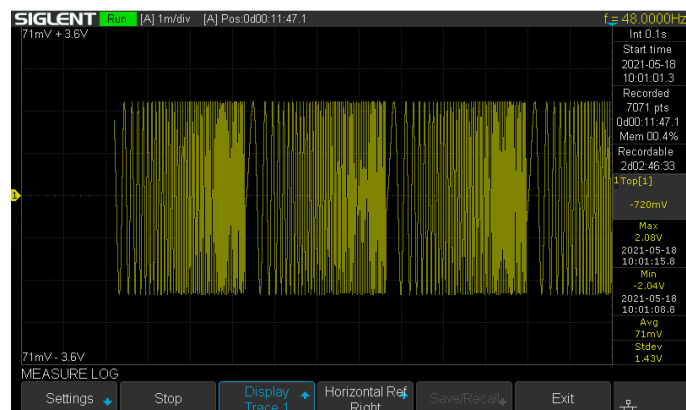 SIGLENT Run [A] 1m/div [A] Pos:0d00:11:47.1 f = 48.0000Hz
71mV + 3.6V
Int 0.1s
Start time
2021-05-18
10:01:01.3
Recorded
7071 pts
0d00:11:47.1
Mem 00.4%
Recordable
2d02:46:33
1Top[1]
-720mV
1
Max
2.08V
2021-05-18
10:01:15.8
Min
-2.04V
2021-05-18
10:01:08.8
Avg
71mV
Stdev
1.43V
71mV - 3.6V
MEASURE LOG
Settings Stop Display Horizontal Ref Save/Recall Exit
Trace 1 Right